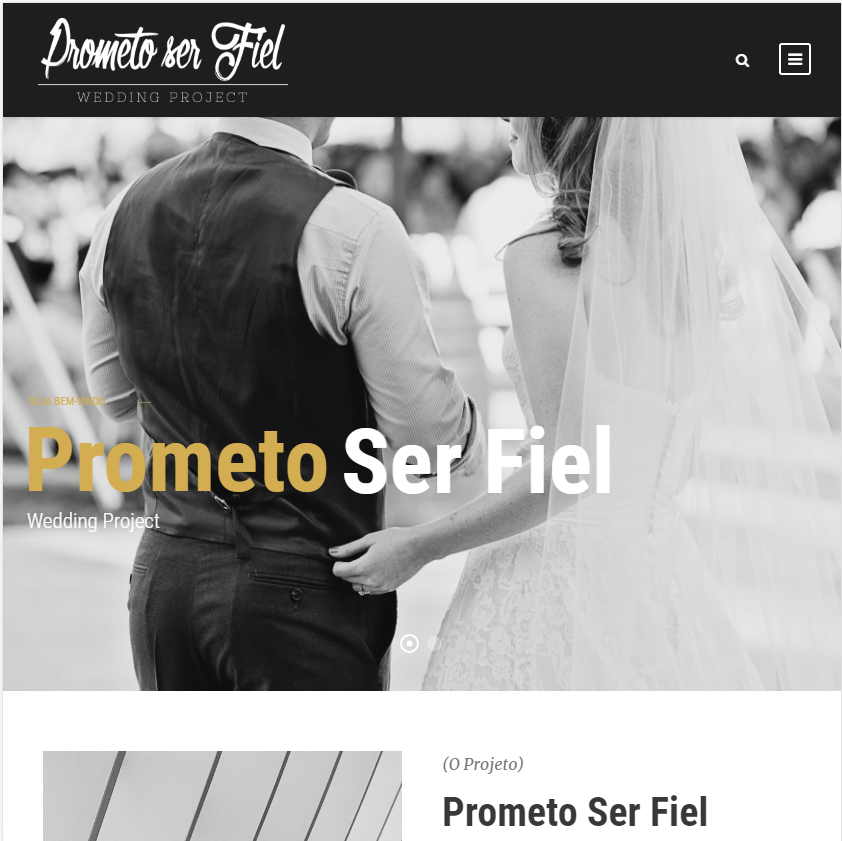 Prometo ser Fiel
WEDDING PROJECT
SEJA BEM-VINDO
Prometo Ser Fiel
Wedding Project
(O Projeto)
Prometo Ser Fiel